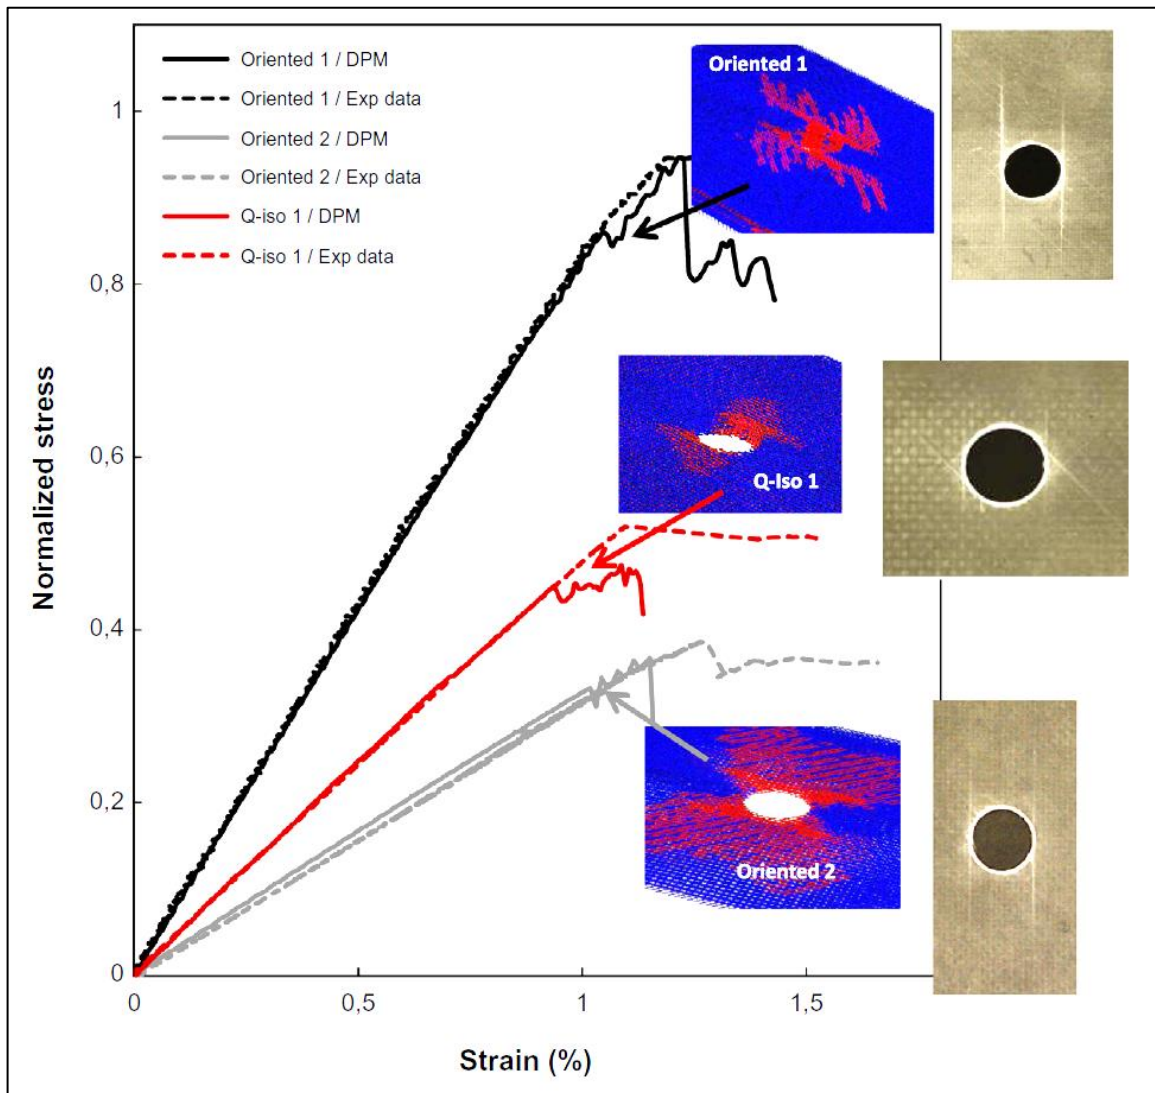 Oriented 1 / DPM
Oriented 1 / Exp data
Oriented 2 / DPM
Oriented 2 / Exp data
Q-iso 1 / DPM
Q-iso 1 / Exp data
Oriented 1
Q-Iso 1
Oriented 2
Normalized stress
1
0,8
0,6
0,4
0,2
0
0
0,5
1
1,5
Strain (%)